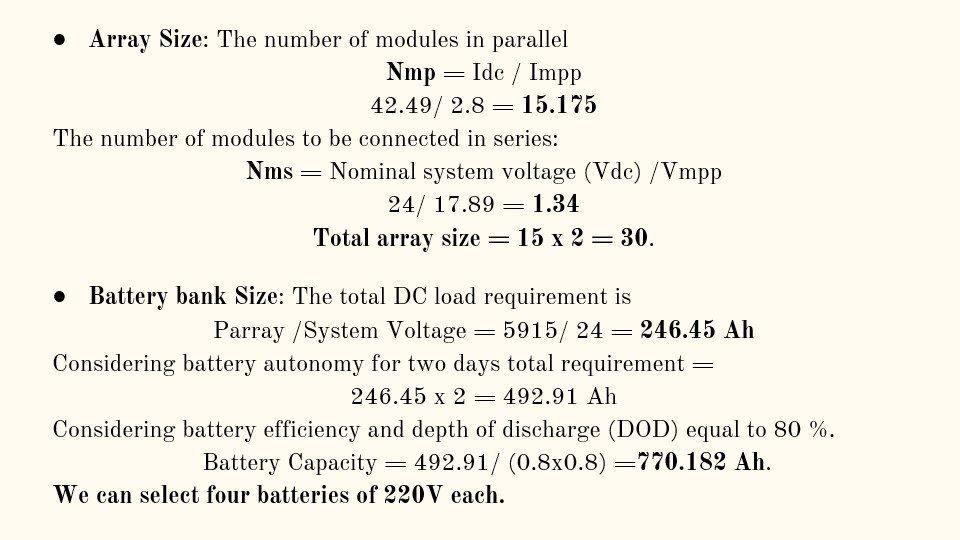 ● Array Size: The number of modules in parallel
Nmp = Idc / Impp
42.49/ 2.8 = 15.175
The number of modules to be connected in series:
Nms = Nominal system voltage (Vdc) /Vmpp
24/ 17.89 = 1.34
Total array size = 15 x 2 = 30.
● Battery bank Size: The total DC load requirement is
Parray /System Voltage = 5915/ 24 = 246.45 Ah
Considering battery autonomy for two days total requirement =
246.45 x 2 = 492.91 Ah
Considering battery efficiency and depth of discharge (DOD) equal to 80 %.
Battery Capacity = 492.91/ (0.8x0.8) =770.182 Ah.
We can select four batteries of 220V each.